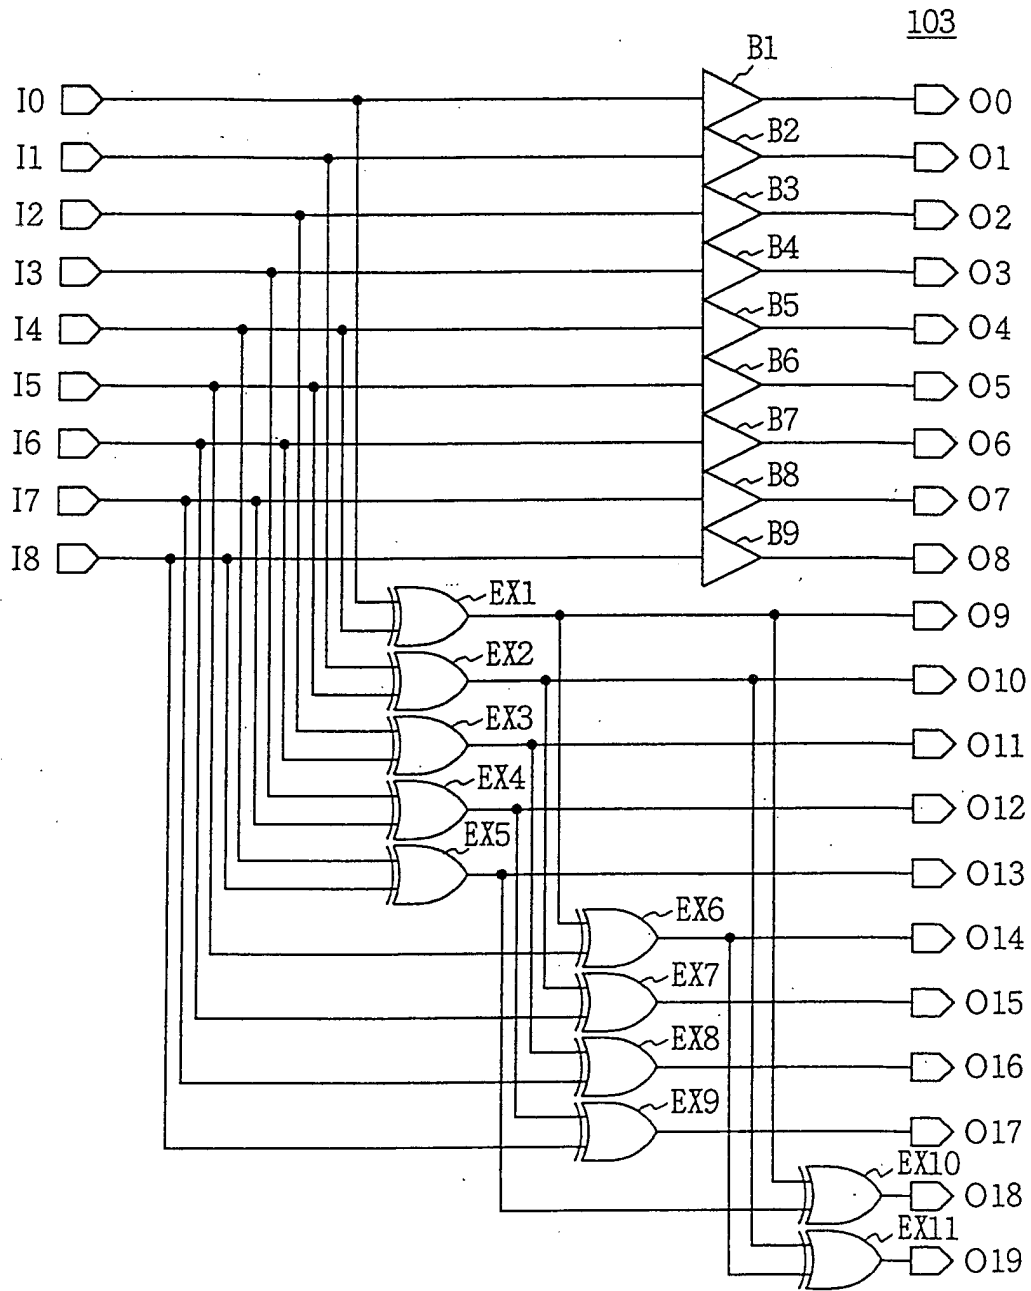 103
B1
I0 O0
B2
I1 O1
B3
I2 O2
B4
I3 O3
B5
I4 O4
B6
I5 O5
B7
I6 O6
B8
I7 O7
B9
I8 O8
EX1
O9
EX2
O10
EX3
O11
EX4
O12
EX5
O13
EX6
O14
EX7
O15
EX8
O16
EX9
O17
EX10
O18
EX11
O19